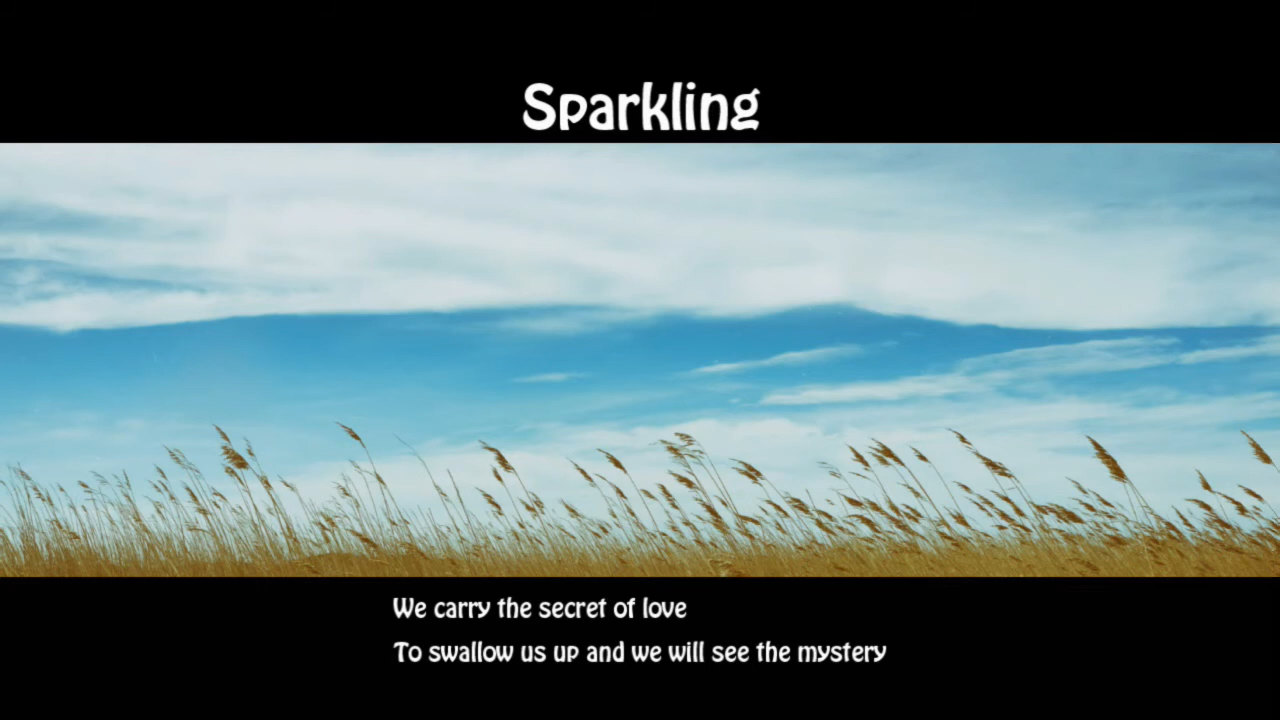 Sparkling
We carry the secret of love
To swallow us up and we will see the mystery